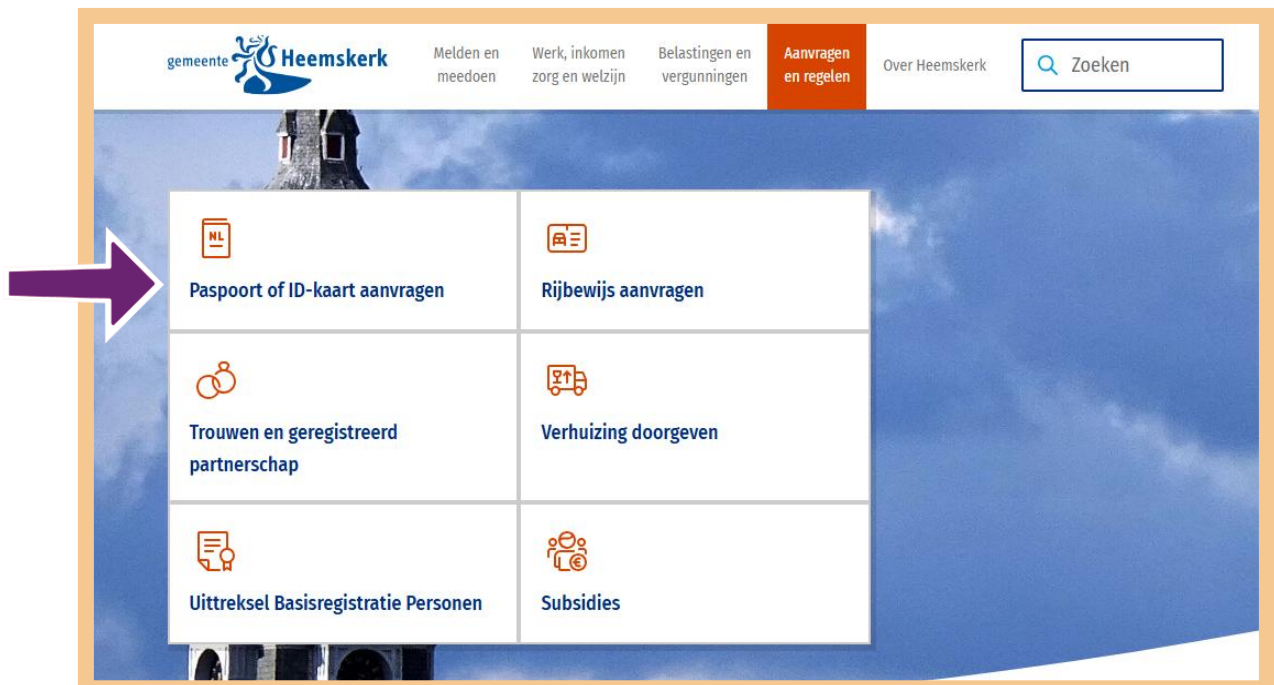 gemeente Heemskerk
Melden en
meedoen
Werk, inkomen
zorg en welzijn
Belastingen en
vergunningen
Aanvragen
en regelen
Over Heemskerk
Zoeken
NL
Paspoort of ID-kaart aanvragen
Rijbewijs aanvragen
Trouwen en geregistreerd
partnerschap
Verhuizing doorgeven
Uittreksel Basisregistratie Personen
€
Subsidies